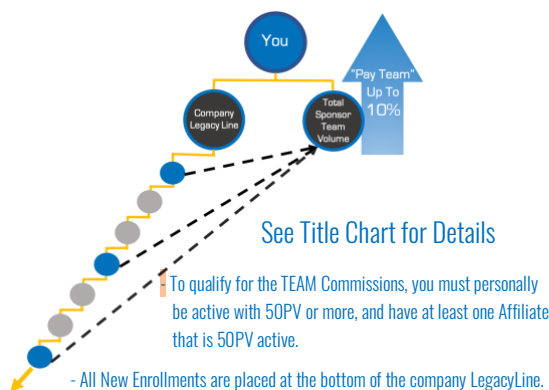 You
"Pay Team"
Up To
10%
Company
Legacy Line
Total
Sponsor
Team
Volume
See Title Chart for Details
- To qualify for the TEAM Commissions, you must personally
be active with 50PV or more, and have at least one Affiliate
that is 50PV active.
- All New Enrollments are placed at the bottom of the company LegacyLine.